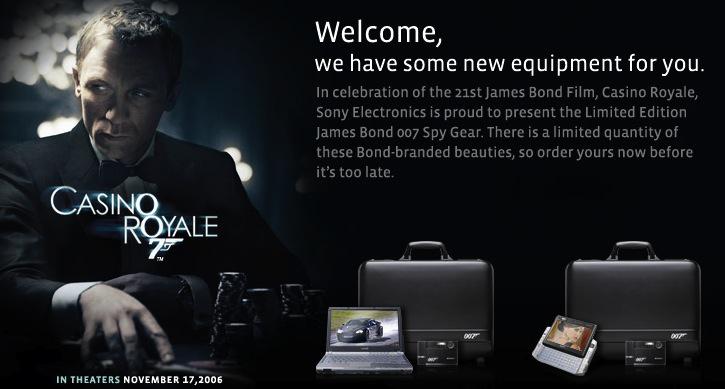 Welcome,
we have some new equipment for you.
In celebration of the 21st James Bond Film, Casino Royale,
Sony Electronics is proud to present the Limited Edition
James Bond 007 Spy Gear. There is a limited quantity of
these Bond-branded beauties, so order yours now before
it's too late.
CASINO
ROYALE
7
TM
007
007
007
007
IN THEATERS NOVEMBER 17,2006